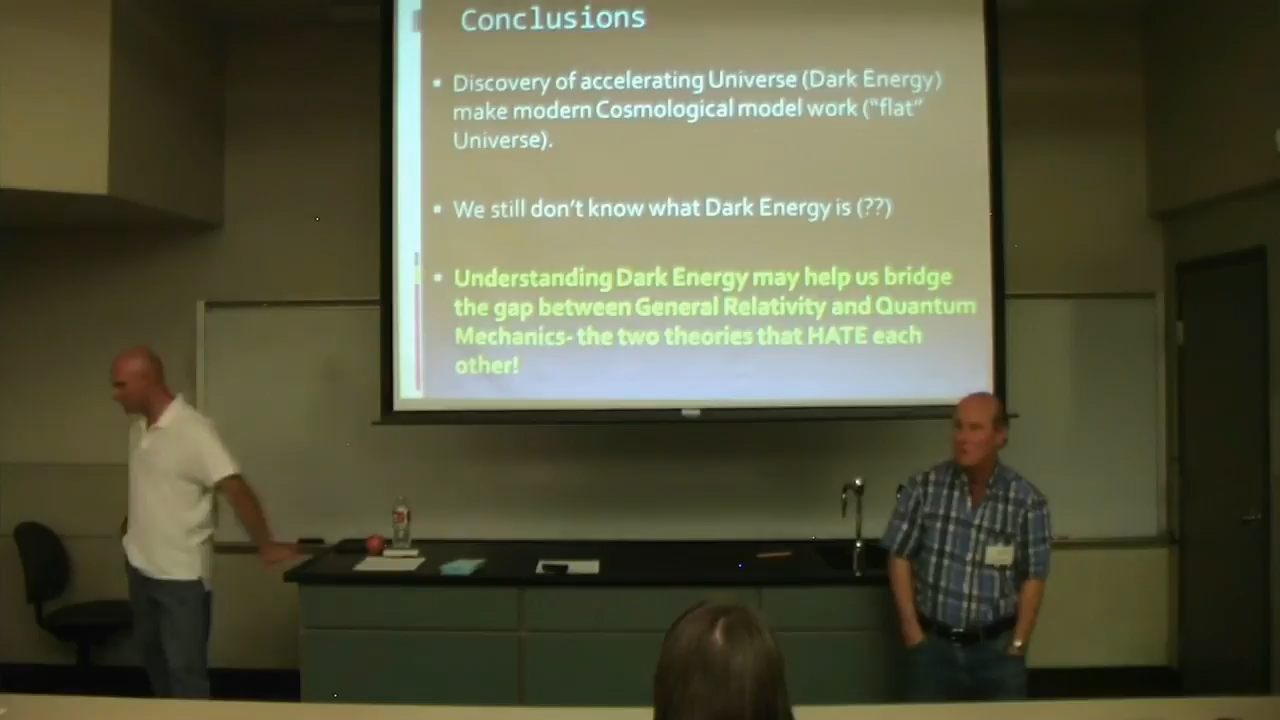 Conclusions
Discovery of accelerating Universe (Dark Energy)
make modern Cosmological model work ("flat"
Universe).
We still don't know what Dark Energy is (??)
Understanding Dark Energy may help us bridge
the gap between General Relativity and Quantum
Mechanics- the two theories that HATE each
other!